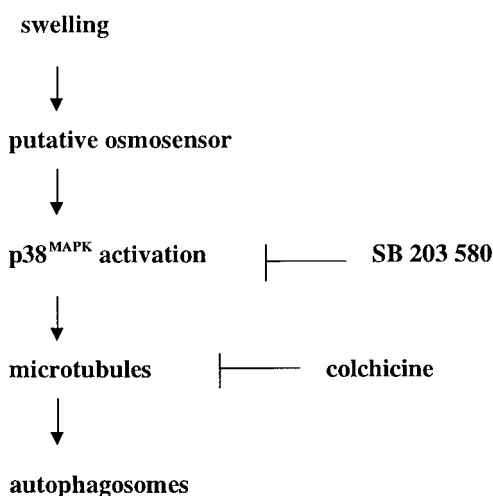 swelling
putative osmosensor
p38MAPK activation
SB 203 580
microtubules
colchicine
autophagosomes